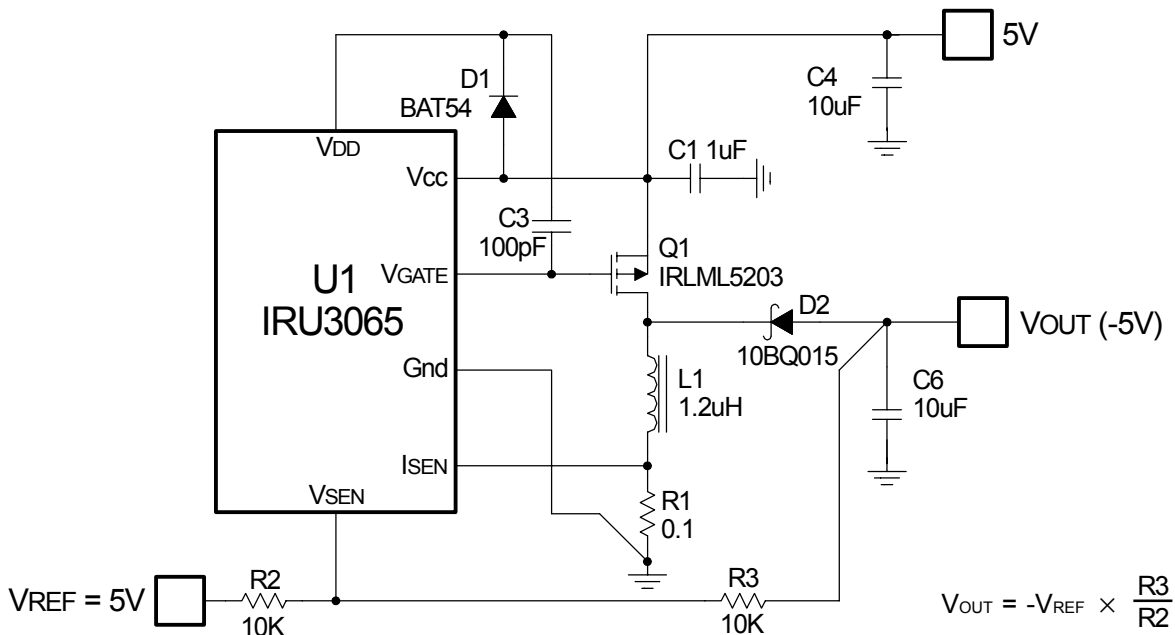 5V
D1
BAT54
C4
10uF
VDD
C1 1uF
Vcc
C3
100pF
Q1
IRLML5203
VGATE
U1
IRU3065
D2
10BQ015
VOUT (-5V)
Gnd
L1
1.2uH
C6
10uF
ISEN
VSEN
R1
0.1
VREF = 5V
R2
10K
R3
10K
VOUT = -VREF × R3/R2